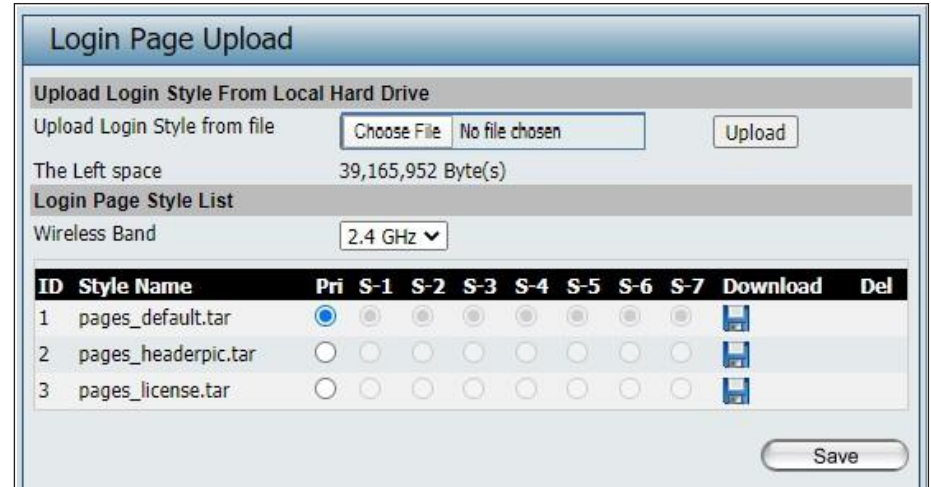 Login Page Upload
Upload Login Style From Local Hard Drive
Upload Login Style from file Choose File No file chosen Upload
The Left space 39,165,952 Byte(s)
Login Page Style List
Wireless Band 2.4 GHz
ID Style Name Pri S-1 S-2 S-3 S-4 S-5 S-6 S-7 Download Del
1 pages_default.tar
2 pages_headerpic.tar
3 pages_license.tar
Save